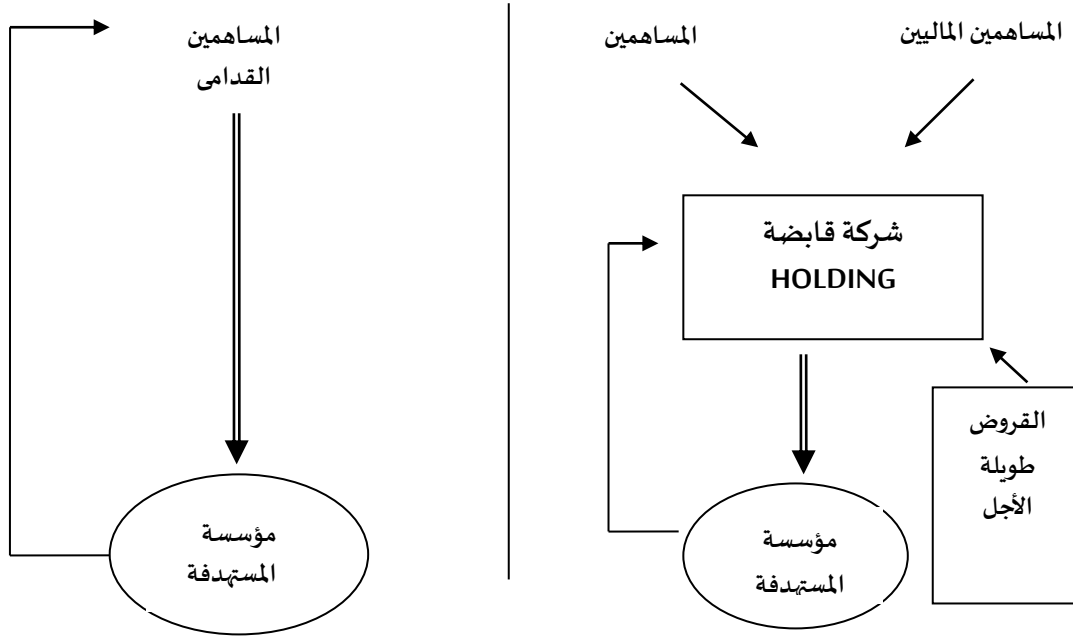 المساهمين الماليين
المساهمين
المساهمين
القدامى
شركة قابضة
HOLDING
القروض
طويلة
الأجل
مؤسسة
المستهدفة
مؤسسة
المستهدفة